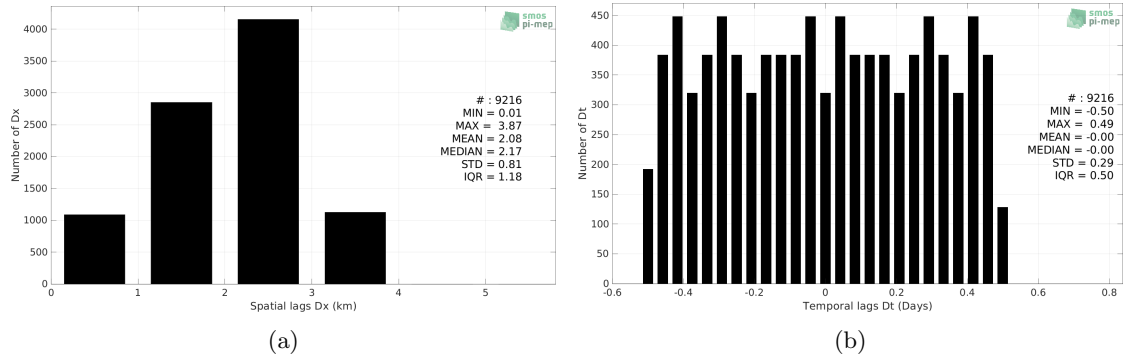 Number of Dx
4000
3500
3000
2500
2000
1500
1000
500
0
0 1 2 3 4 5
Spatial lags Dx (km)
smos
pi-mep
# : 9216
MIN = 0.01
MAX = 3.87
MEAN = 2.08
MEDIAN = 2.17
STD = 0.81
IQR = 1.18
(a)
Number of Dt
450
400
350
300
250
200
150
100
50
0
-0.6 -0.4 -0.2 0 0.2 0.4 0.6 0.8
Temporal lags Dt (Days)
smos
pi-mep
# : 9216
MIN = -0.50
MAX = 0.49
MEAN = -0.00
MEDIAN = -0.00
STD = 0.29
IQR = 0.50
(b)